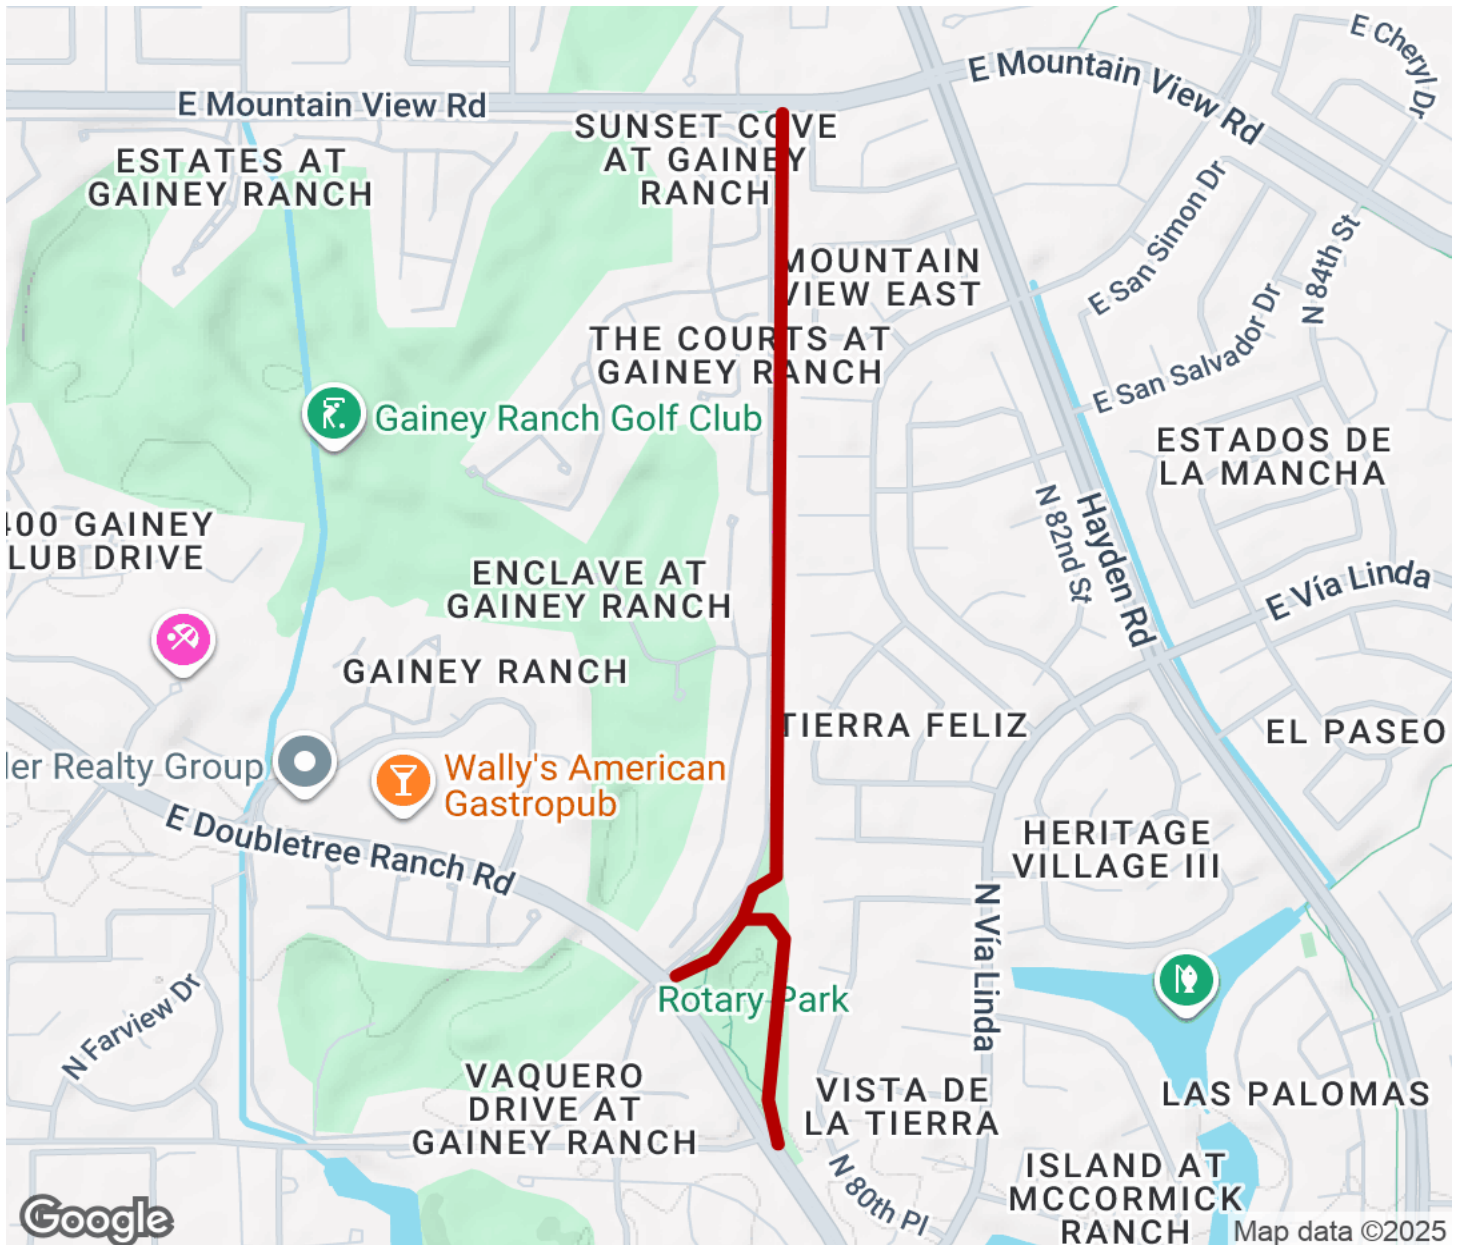 E Cheryl Dr
E Mountain View Rd
E Mountain View Rd
SUNSET COVE
AT GAINEY
RANCH
ESTATES AT
GAINEY RANCH
E San Simon Dr
N 84th St
MOUNTAIN
VIEW EAST
E San Salvador Dr
THE COURTS AT
GAINEY RANCH
Gainey Ranch Golf Club
ESTADOS DE
LA MANCHA
400 GAINEY
LUB DRIVE
N 82nd St
Hayden Rd
ENCLAVE AT
GAINEY RANCH
E Vía Linda
GAINEY RANCH
TIERRA FELIZ
EL PASEO
ler Realty Group
Wally's American
Gastropub
E Doubletree Ranch Rd
HERITAGE
VILLAGE III
N Vía Linda
Rotary Park
N Farview Dr
VAQUERO
DRIVE AT
GAINEY RANCH
VISTA DE
LA TIERRA
LAS PALOMAS
N 80th Pl
ISLAND AT
MCCORMICK
RANCH
Google
Map data ©2025